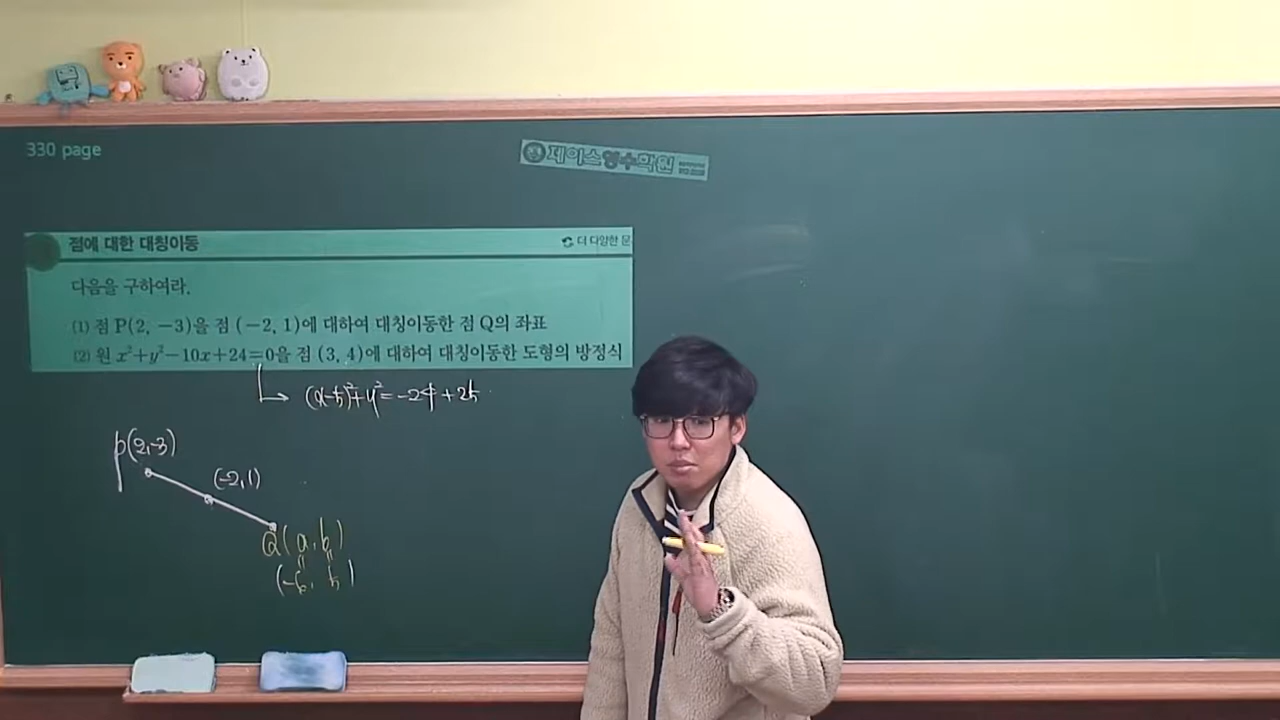 330 page
제이스영수학원
점에 대한 대칭이동
더 다양한 문
다음을 구하여라.
(1) 점 P(2, −3)을 점 (−2, 1)에 대하여 대칭이동한 점 Q의 좌표
(2) 원 x²+y²−10x+24=0을 점 (3, 4)에 대하여 대칭이동한 도형의 방정식
(x-5)²+y²=-24+25
P(2,-3)
(-2,1)
Q(a,b)
(-6, 5)